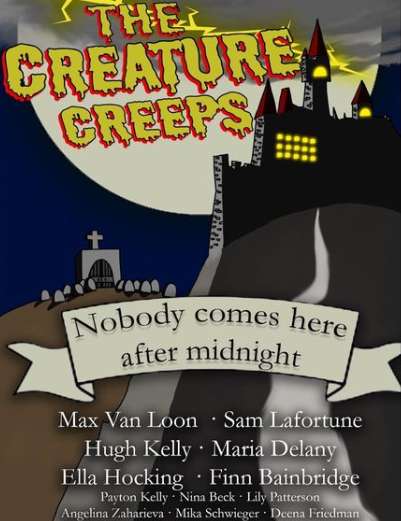 THE
CREATURE
CREEPS
Nobody comes here
after midnight
Max Van Loon · Sam Lafortune
Hugh Kelly · Maria Delany
Ella Hocking · Finn Bainbridge
Payton Kelly · Nina Beck · Lily Patterson
Angelina Zaharieva · Mika Schwieger · Deena Friedman